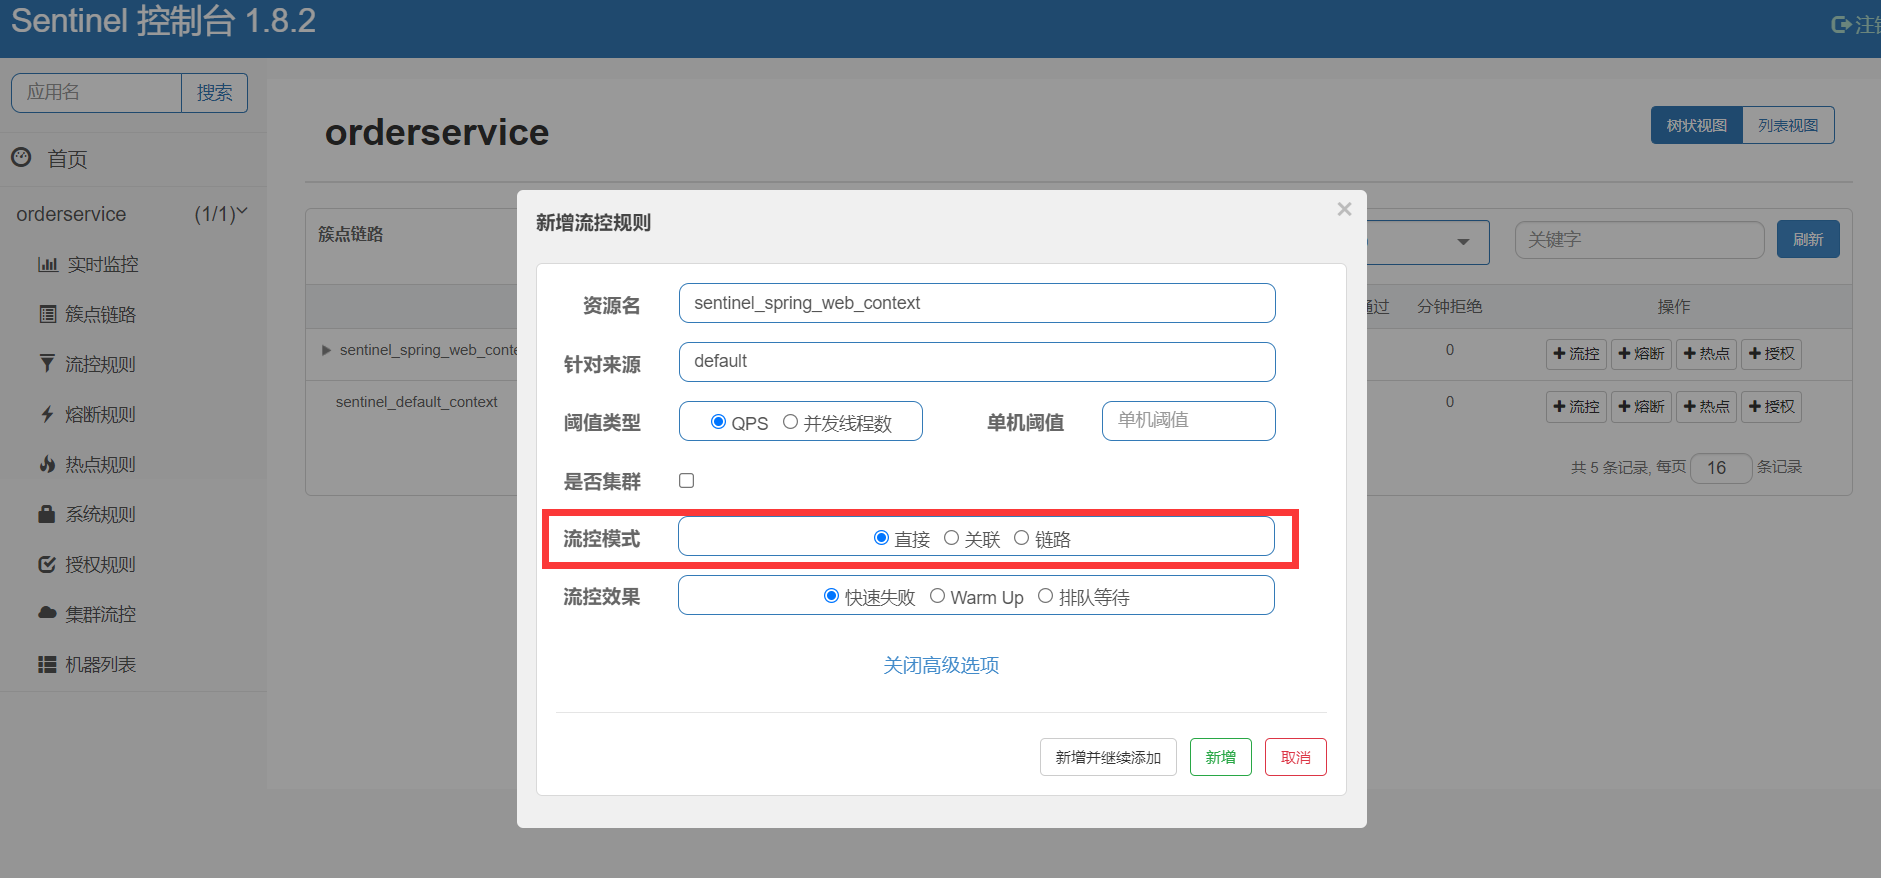 Sentinel 控制台 1.8.2
注
应用名
搜索
首页
orderservice
(1/1)
实时监控
簇点链路
流控规则
熔断规则
热点规则
系统规则
授权规则
集群流控
机器列表
orderservice
树状视图
列表视图
簇点链路
关键字
刷新
通过
分钟拒绝
操作
sentinel_spring_web_conte
0
流控
熔断
热点
授权
sentinel_default_context
0
流控
熔断
热点
授权
共 5 条记录, 每页 16 条记录
新增流控规则
×
资源名
sentinel_spring_web_context
针对来源
default
阈值类型
QPS 并发线程数
单机阈值
单机阈值
是否集群
流控模式
直接 关联 链路
流控效果
快速失败 Warm Up 排队等待
关闭高级选项
新增并继续添加
新增
取消